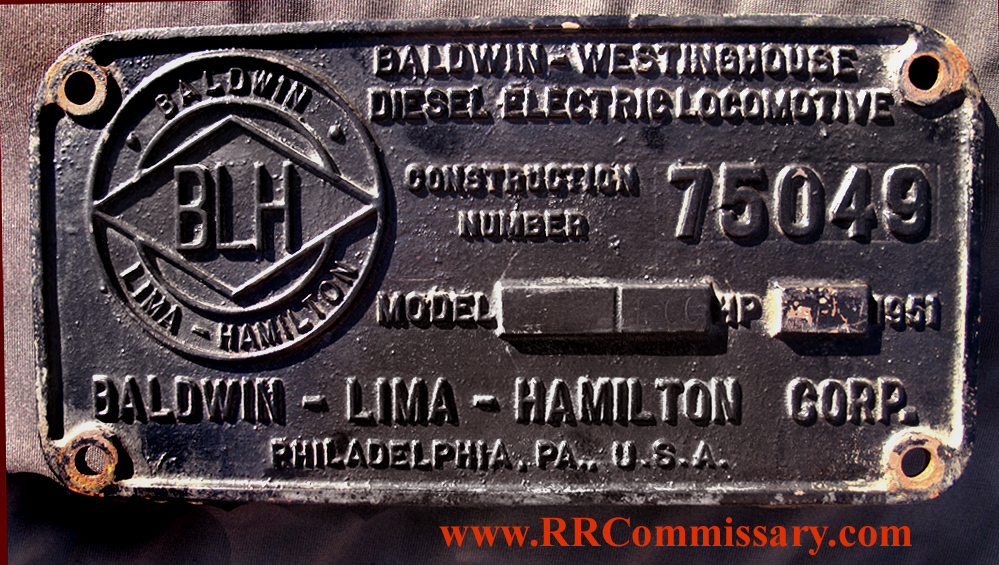 BALDWIN
BLH
LIMA - HAMILTON
BALDWIN - WESTINGHOUSE
DIESEL-ELECTRIC LOCOMOTIVE
CONSTRUCTION
NUMBER 75049
MODEL HP 1951
BALDWIN - LIMA - HAMILTON CORP.
PHILADELPHIA, PA., U.S.A.
www.RRCommissary.com